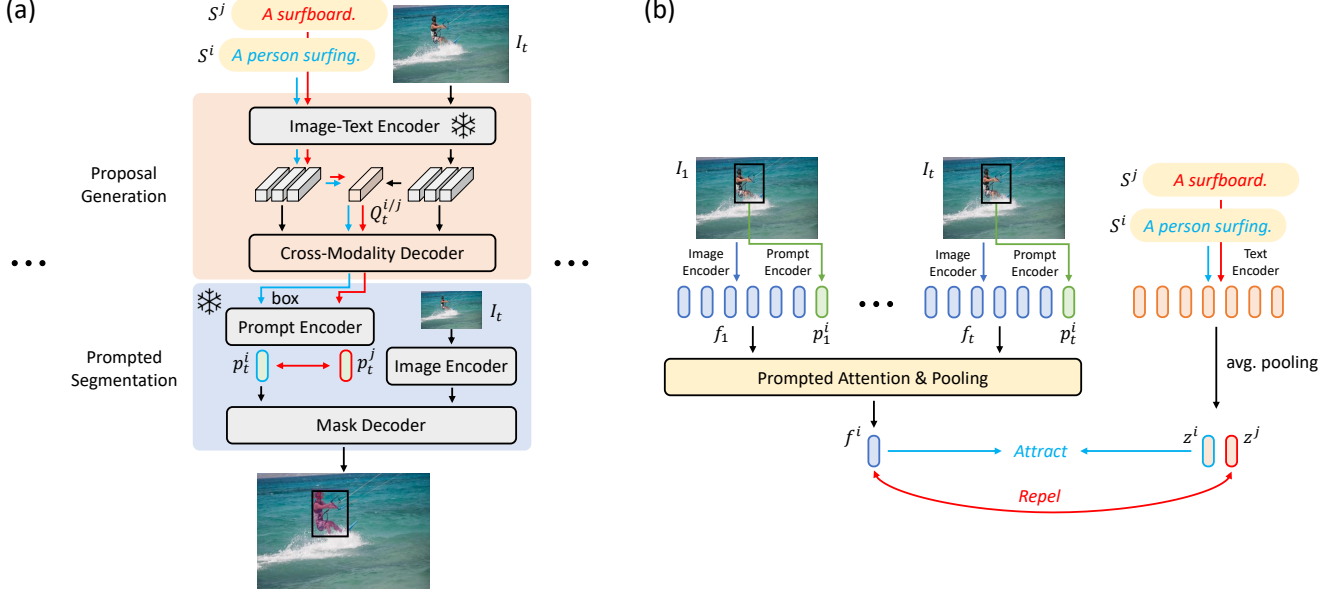 (a)
S^j A surfboard.
S^i A person surfing.
I_t
Image-Text Encoder
Proposal
Generation
Q_t^{i/j}
Cross-Modality Decoder
•••
•••
box
Prompt Encoder
I_t
Prompted
Segmentation
p_t^i
p_t^j
Image Encoder
Mask Decoder
(b)
I_1
I_t
S^j A surfboard.
S^i A person surfing.
Image
Encoder
Prompt
Encoder
Image
Encoder
Prompt
Encoder
Text
Encoder
•••
f_1
p_1^i
f_t
p_t^i
Prompted Attention & Pooling
avg. pooling
f^i
Attract
z^i
z^j
Repel